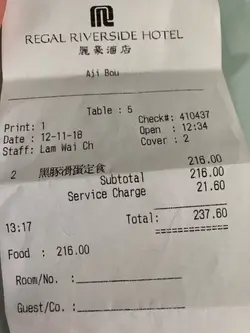 REGAL RIVERSIDE HOTEL
麗豪酒店
Aji Bou
Table : 5
Print: 1 Check#: 410437
Date : 12-11-18 Open : 12:34
Staff: Lam Wai Ch Cover : 2
2 黑豚滑蛋定食 216.00
Subtotal 216.00
Service Charge 21.60
13:17 Total: 237.60
Food : 216.00
Room/No. :
Guest/Co. :